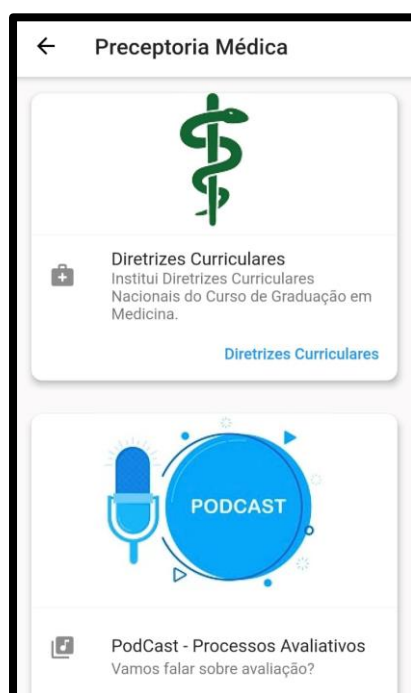 Preceptoria Médica
Diretrizes Curriculares
Institui Diretrizes Curriculares
Nacionais do Curso de Graduação em
Medicina.
Diretrizes Curriculares
PODCAST
PodCast - Processos Avaliativos
Vamos falar sobre avaliação?